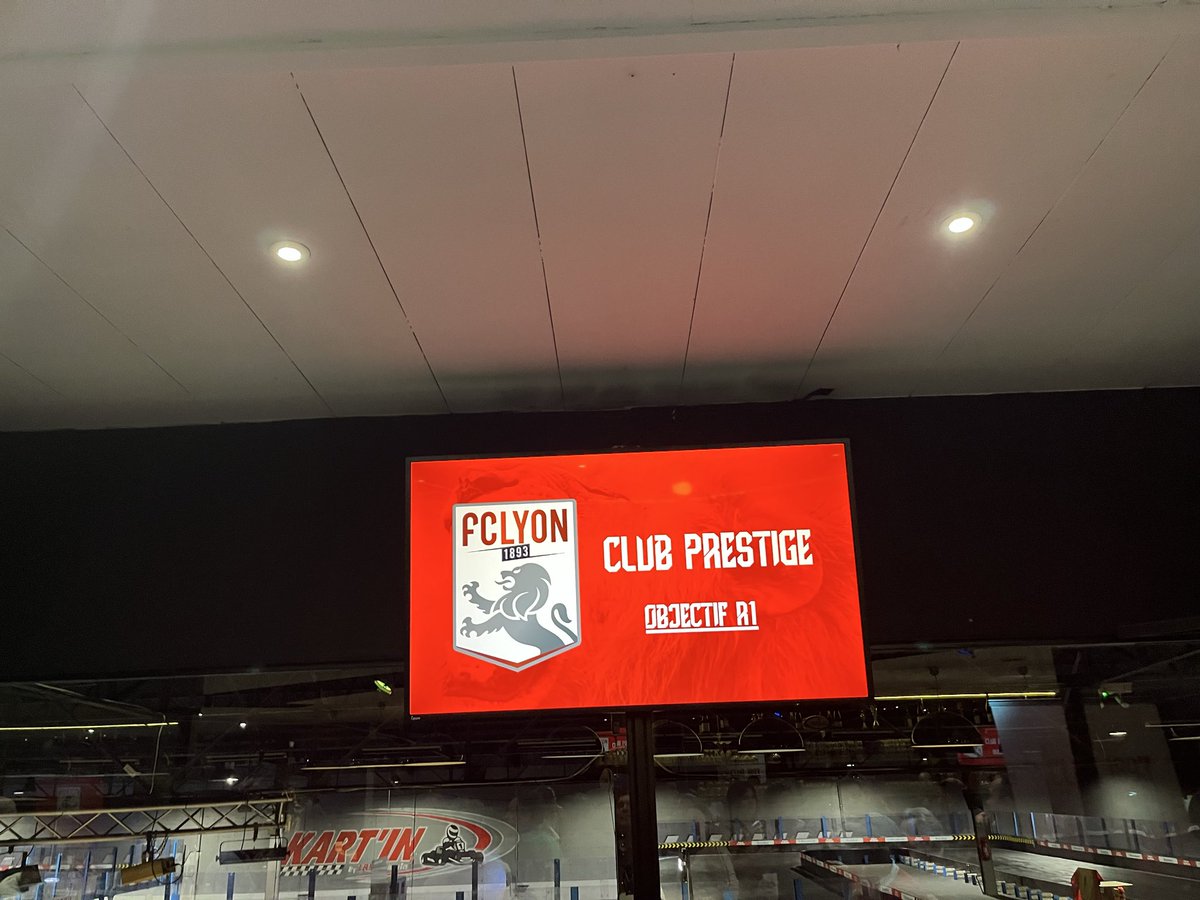 FCLYON
1893
CLUB PRESTIGE
OBJECTIF R1
KART'IN